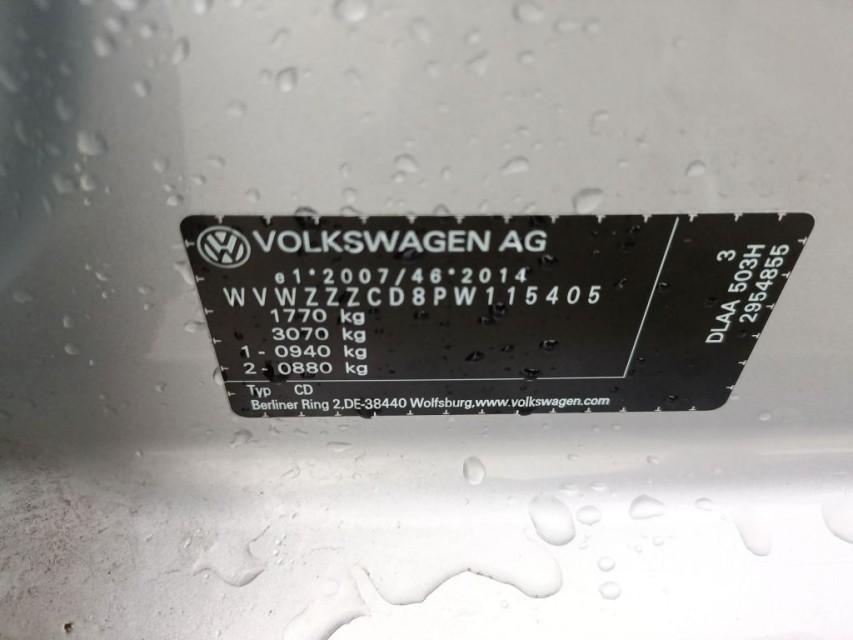 VOLKSWAGEN AG
e1*2007/46*2014
WVWZZZCD8PW115405
1770 kg
3070 kg
1 - 0940 kg
2 - 0880 kg
Typ CD
Berliner Ring 2,DE-38440 Wolfsburg,www.volkswagen.com
3
DLAA 503H
2954855